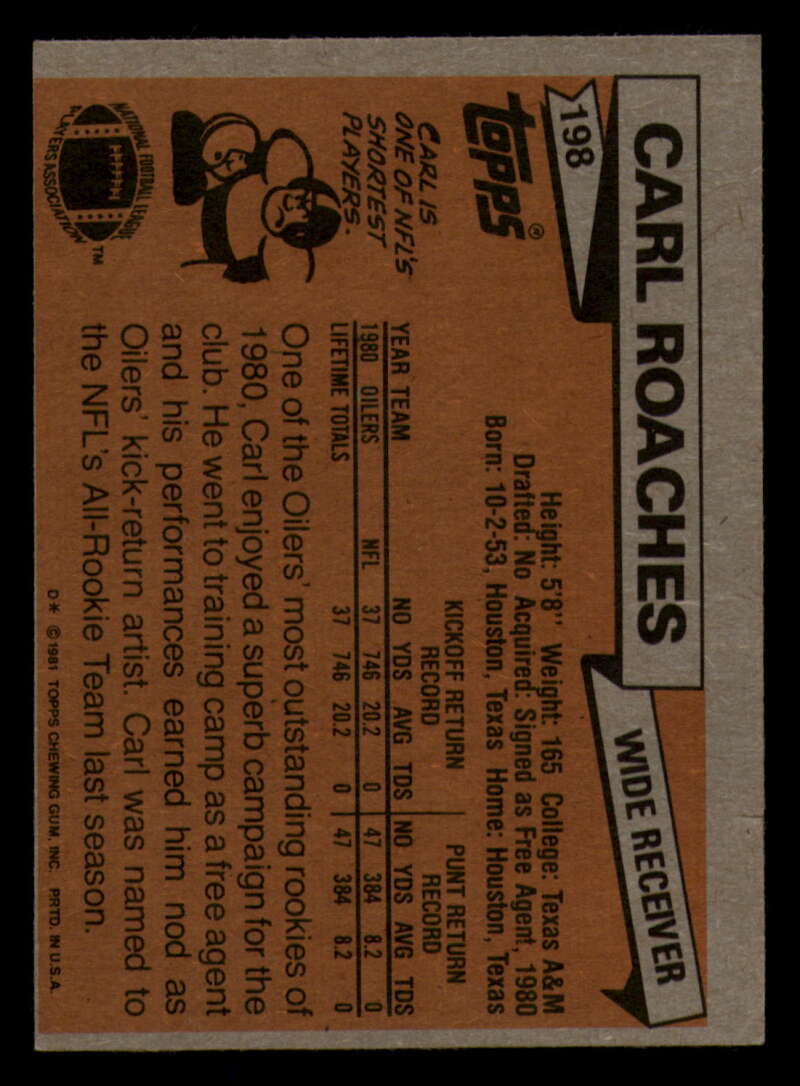 CARL ROACHES
WIDE RECEIVER
198
topps®
Height: 5'8" Weight: 165 College: Texas A&M
Drafted: No Acquired: Signed as Free Agent, 1980
Born: 10-2-53, Houston, Texas Home: Houston, Texas
CARL IS
ONE OF NFL'S
SHORTEST
PLAYERS.
KICKOFF RETURN PUNT RETURN
RECORD RECORD
YEAR TEAM NO YDS AVG TDS NO YDS AVG TDS
1980 OILERS NFL 37 746 20.2 0 47 384 8.2 0
LIFETIME TOTALS 37 746 20.2 0 47 384 8.2 0
One of the Oilers' most outstanding rookies of
1980, Carl enjoyed a superb campaign for the
club. He went to training camp as a free agent
and his performances earned him nod as
Oilers' kick-return artist. Carl was named to
the NFL's All-Rookie Team last season.
NATIONAL FOOTBALL LEAGUE
PLAYERS ASSOCIATION
™
D* ©1981 TOPPS CHEWING GUM, INC. PRTD. IN U.S.A.